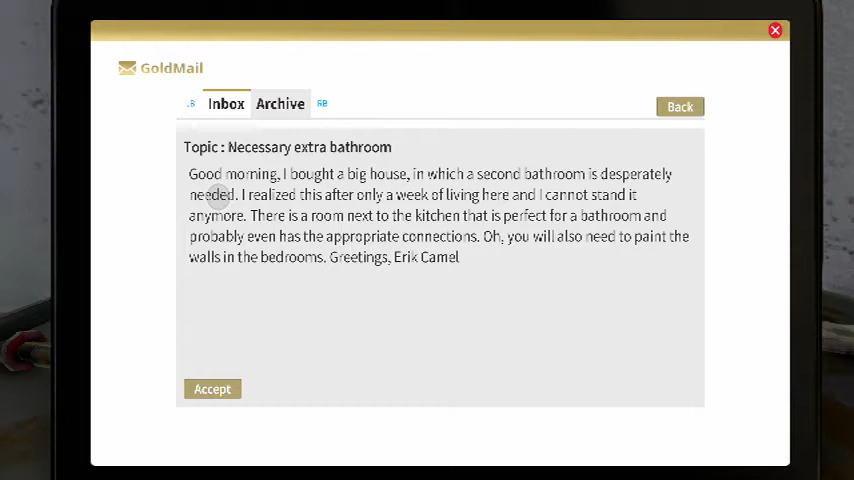 GoldMail
.B Inbox Archive RB
Back
Topic : Necessary extra bathroom
Good morning, I bought a big house, in which a second bathroom is desperately
needed. I realized this after only a week of living here and I cannot stand it
anymore. There is a room next to the kitchen that is perfect for a bathroom and
probably even has the appropriate connections. Oh, you will also need to paint the
walls in the bedrooms. Greetings, Erik Camel
Accept